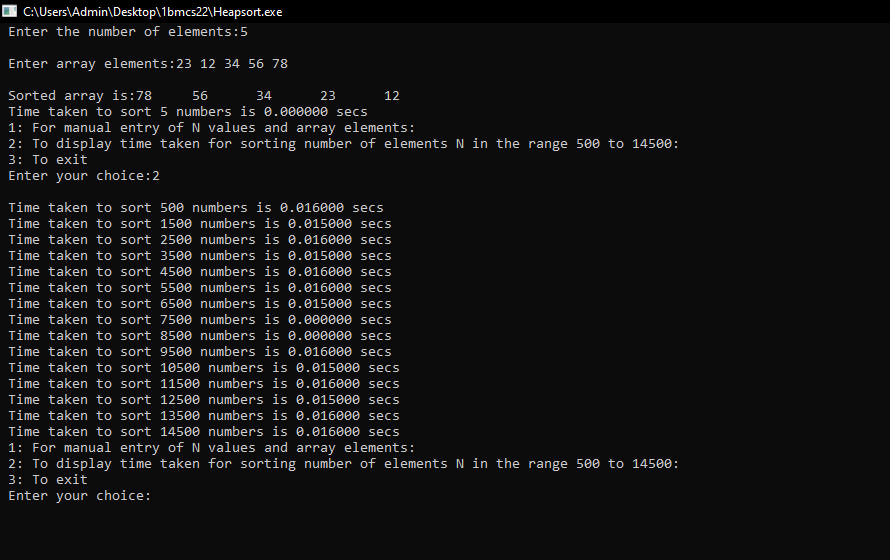 C:\Users\Admin\Desktop\1bmcs22\Heapsort.exe
Enter the number of elements:5
Enter array elements:23 12 34 56 78
Sorted array is:78     56      34      23      12
Time taken to sort 5 numbers is 0.000000 secs
1: For manual entry of N values and array elements:
2: To display time taken for sorting number of elements N in the range 500 to 14500:
3: To exit
Enter your choice:2
Time taken to sort 500 numbers is 0.016000 secs
Time taken to sort 1500 numbers is 0.015000 secs
Time taken to sort 2500 numbers is 0.016000 secs
Time taken to sort 3500 numbers is 0.015000 secs
Time taken to sort 4500 numbers is 0.016000 secs
Time taken to sort 5500 numbers is 0.016000 secs
Time taken to sort 6500 numbers is 0.015000 secs
Time taken to sort 7500 numbers is 0.000000 secs
Time taken to sort 8500 numbers is 0.000000 secs
Time taken to sort 9500 numbers is 0.016000 secs
Time taken to sort 10500 numbers is 0.015000 secs
Time taken to sort 11500 numbers is 0.016000 secs
Time taken to sort 12500 numbers is 0.015000 secs
Time taken to sort 13500 numbers is 0.016000 secs
Time taken to sort 14500 numbers is 0.016000 secs
1: For manual entry of N values and array elements:
2: To display time taken for sorting number of elements N in the range 500 to 14500:
3: To exit
Enter your choice: